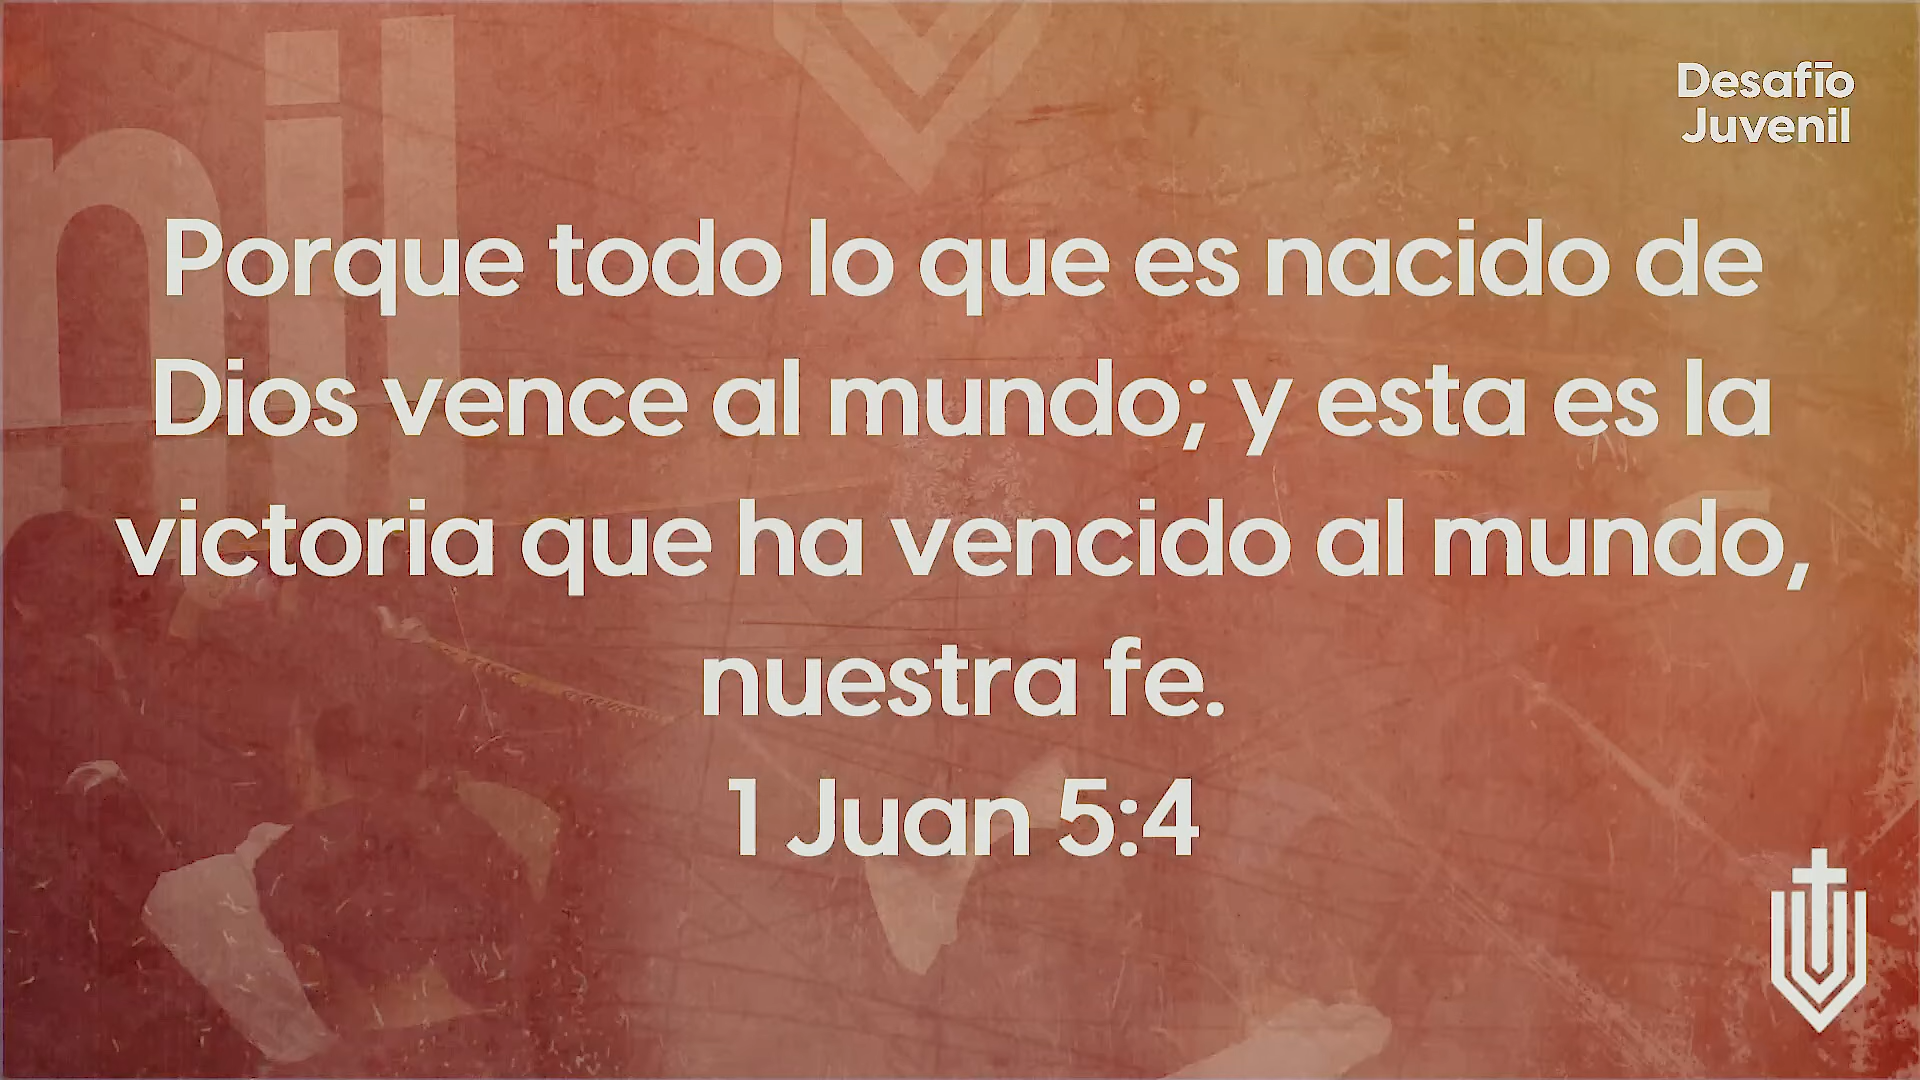 Desafío
Juvenil
Porque todo lo que es nacido de
Dios vence al mundo; y esta es la
victoria que ha vencido al mundo,
nuestra fe.
1 Juan 5:4
nil